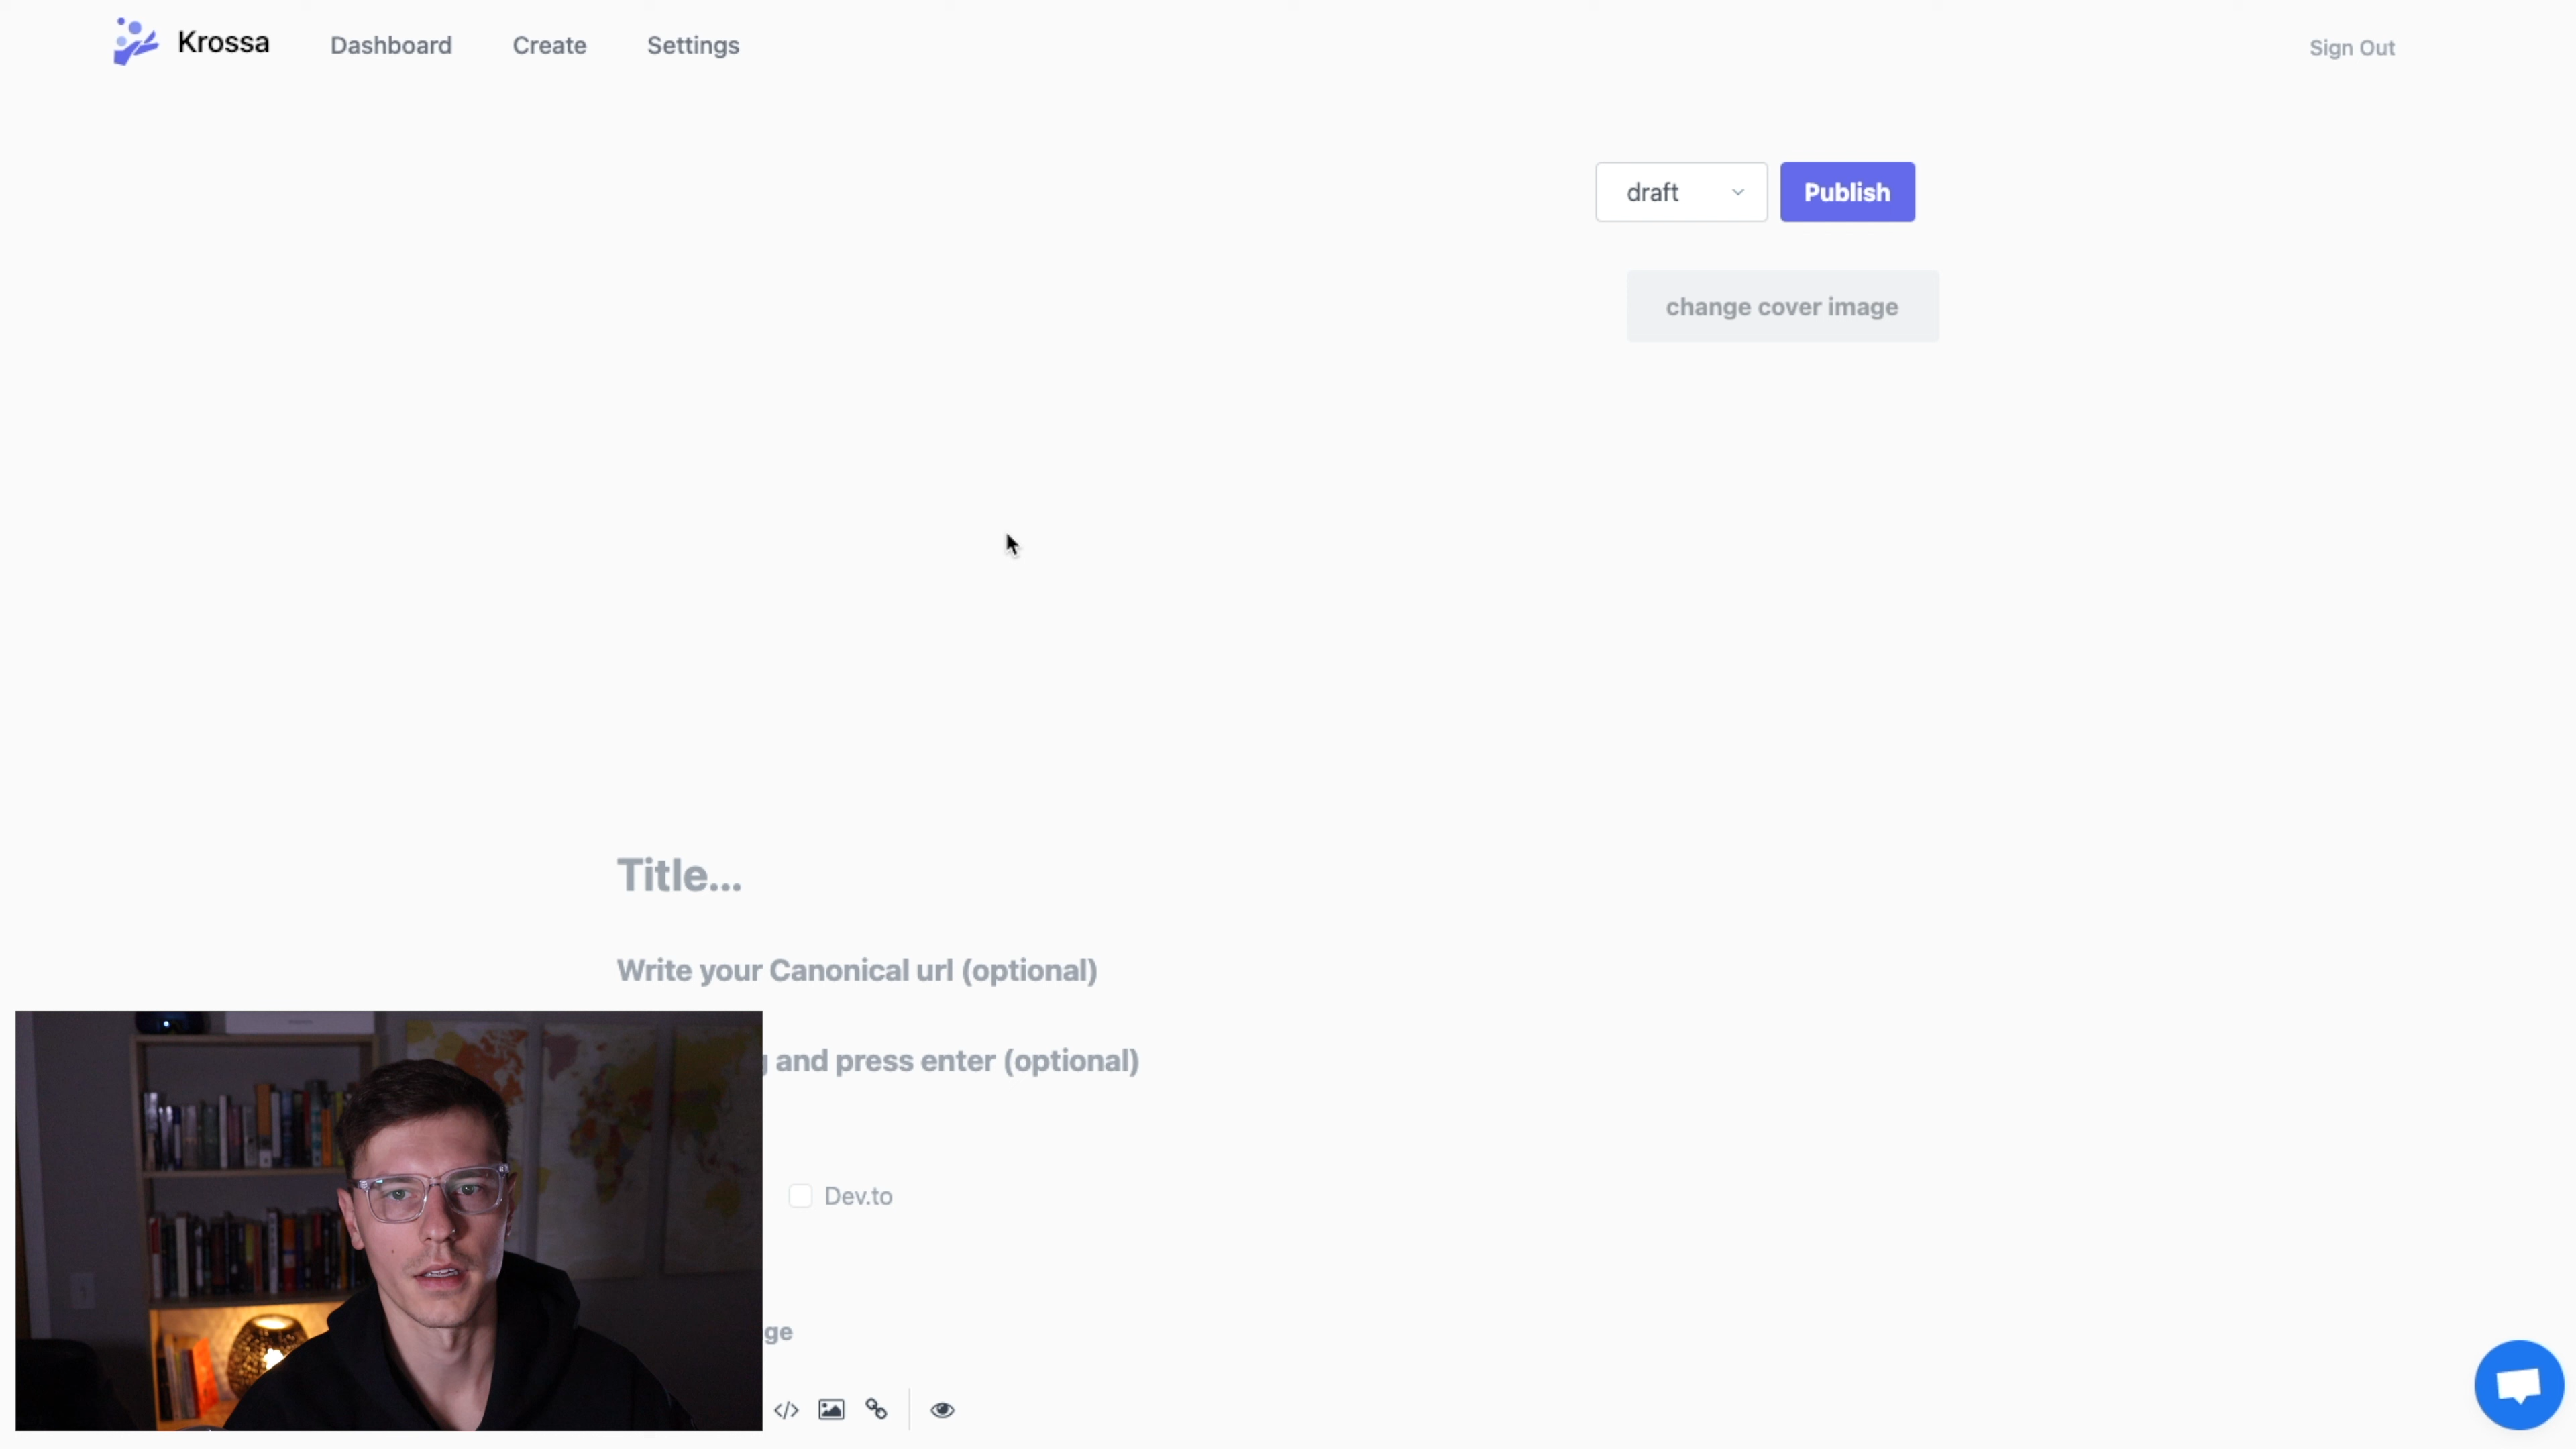 Krossa Dashboard Create Settings Sign Out
draft Publish
change cover image
Title...
Write your Canonical url (optional)
and press enter (optional)
Dev.to
ge